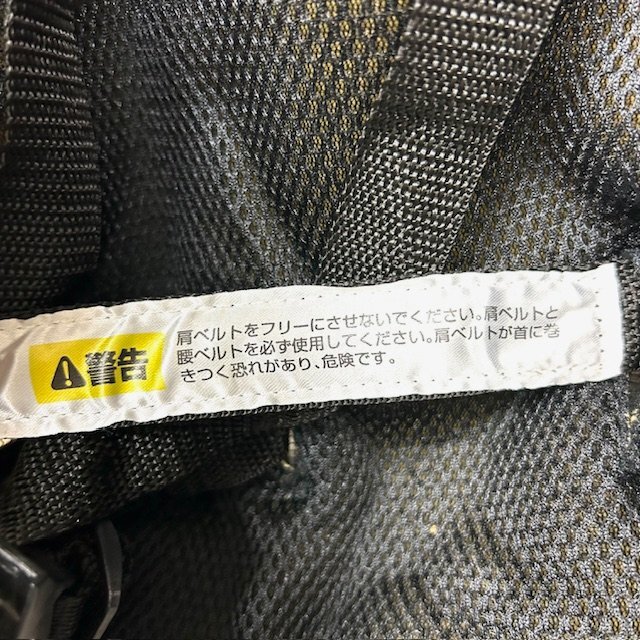 警告
肩ベルトをフリーにさせないでください。肩ベルトと
腰ベルトを必ず使用してください。肩ベルトが首に巻
きつく恐れがあり、危険です。